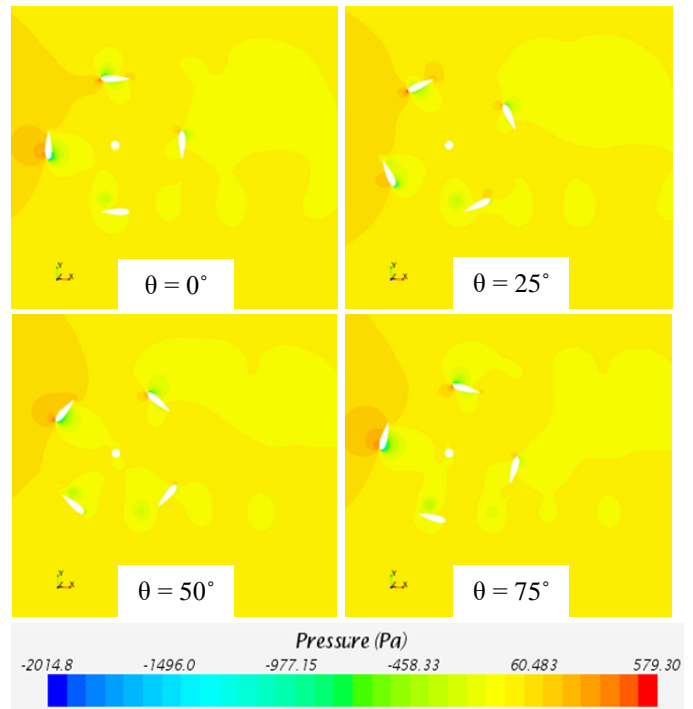 Y
X
θ = 0˚
Y
X
θ = 25˚
Y
X
θ = 50˚
Y
X
θ = 75˚
Pressure (Pa)
-2014.8 -1496.0 -977.15 -458.33 60.483 579.30